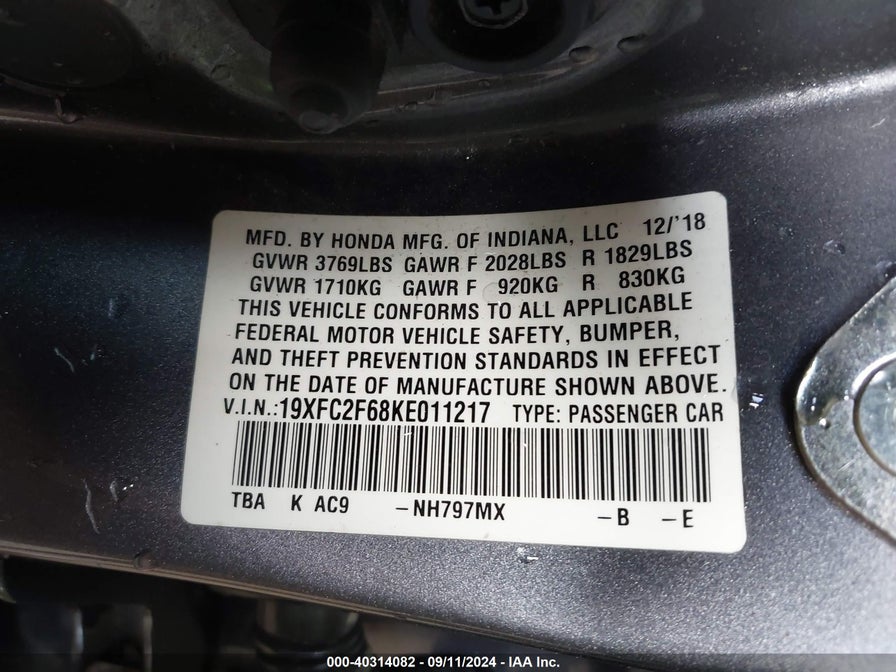 MFD. BY HONDA MFG. OF INDIANA, LLC 12/'18
GVWR 3769LBS GAWR F 2028LBS R 1829LBS
GVWR 1710KG GAWR F 920KG R 830KG
THIS VEHICLE CONFORMS TO ALL APPLICABLE
FEDERAL MOTOR VEHICLE SAFETY, BUMPER,
AND THEFT PREVENTION STANDARDS IN EFFECT
ON THE DATE OF MANUFACTURE SHOWN ABOVE.
V.I.N.:19XFC2F68KE011217 TYPE: PASSENGER CAR
TBA K AC9 –NH797MX –B –E
000-40314082 - 09/11/2024 - IAA Inc.